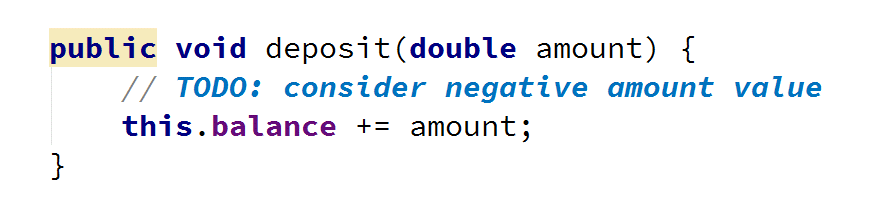 public void deposit(double amount) {
// TODO: consider negative amount value
this.balance += amount;
}